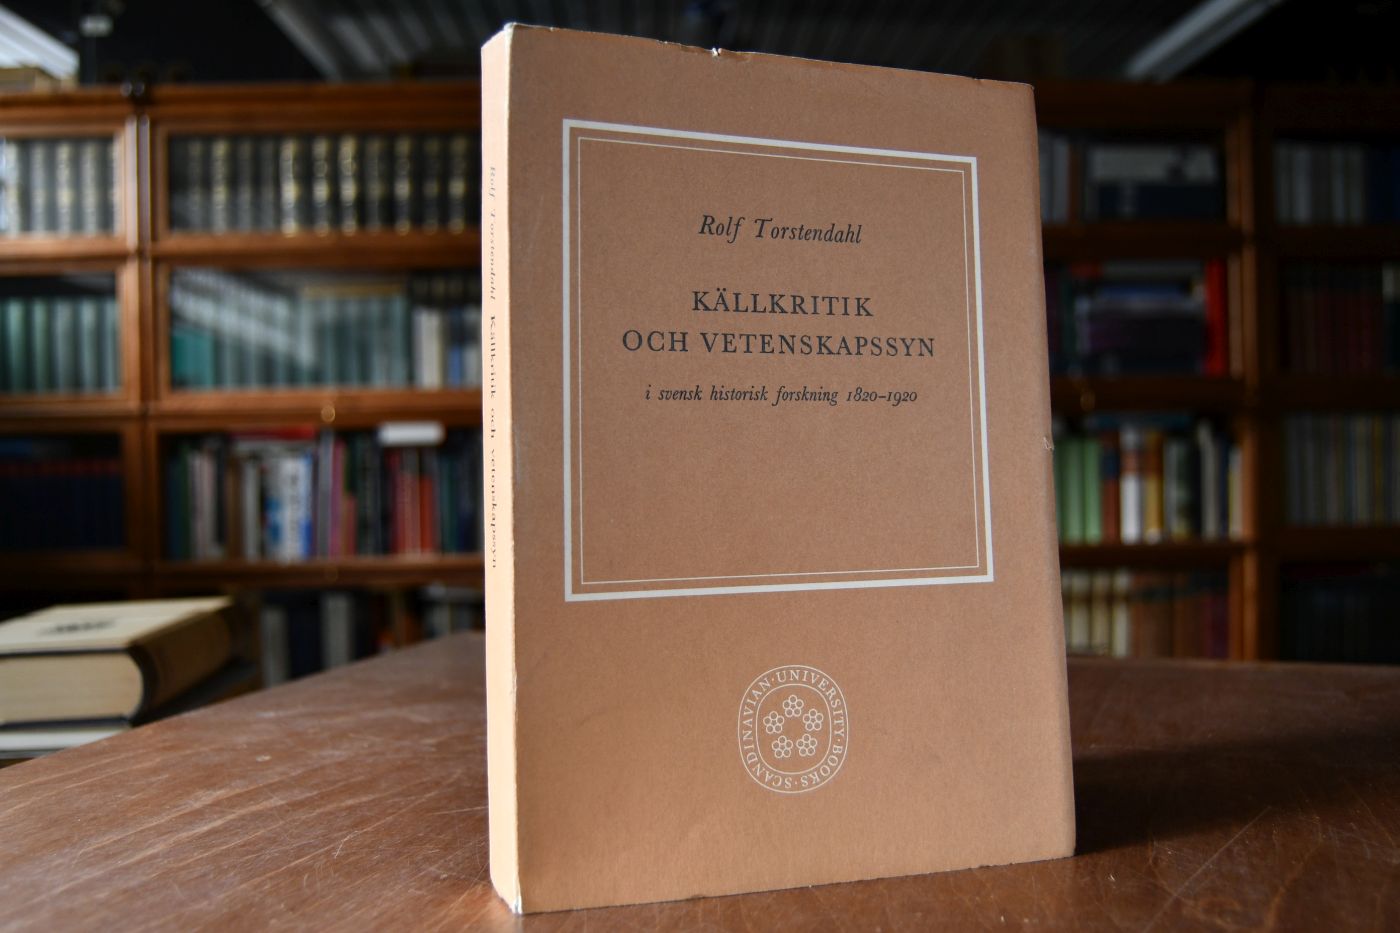 Rolf Torstendahl
KÄLLKRITIK
OCH VETENSKAPSSYN
i svensk historisk forskning 1820–1920
SCANDINAVIAN·UNIVERSITY·BOOKS·
Rolf Torstendahl Källkritik och vetenskapssyn